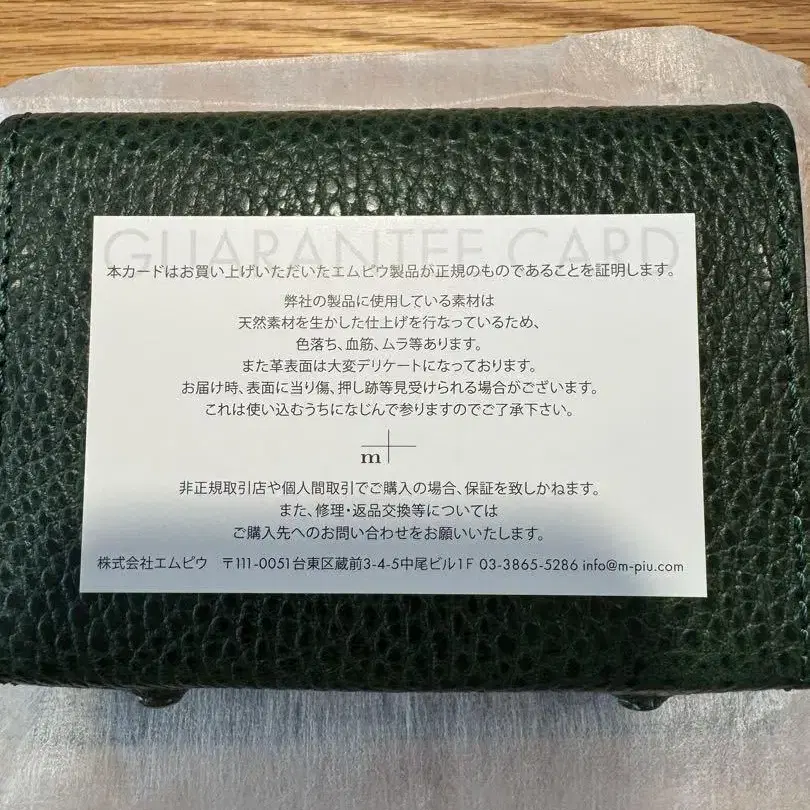 GUARANTEE CARD
本カードはお買い上げいただいたエムピウ製品が正規のものであることを証明します。
弊社の製品に使用している素材は
天然素材を生かした仕上げを行なっているため、
色落ち、血筋、ムラ等あります。
また革表面は大変デリケートになっております。
お届け時、表面に当り傷、押し跡等見受けられる場合がございます。
これは使い込むうちになじんで参りますのでご了承下さい。
m+
非正規取引店や個人間取引でご購入の場合、保証を致しかねます。
また、修理・返品交換等については
ご購入先へのお問い合わせをお願いいたします。
株式会社エムピウ 〒111-0051台東区蔵前3-4-5中尾ビル1F 03-3865-5286 info@m-piu.com